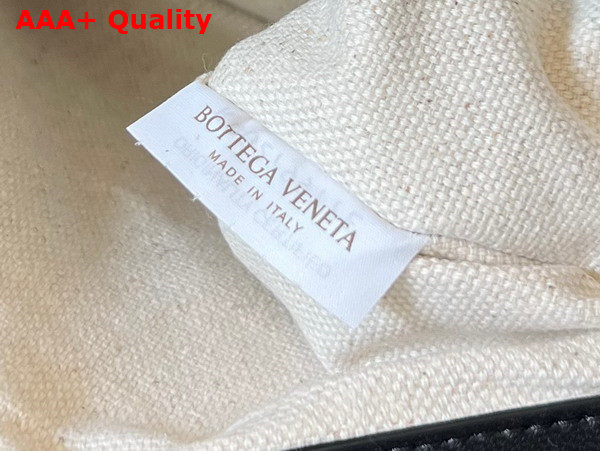 AAA+ Quality
BOTTEGA VENETA
MADE IN ITALY